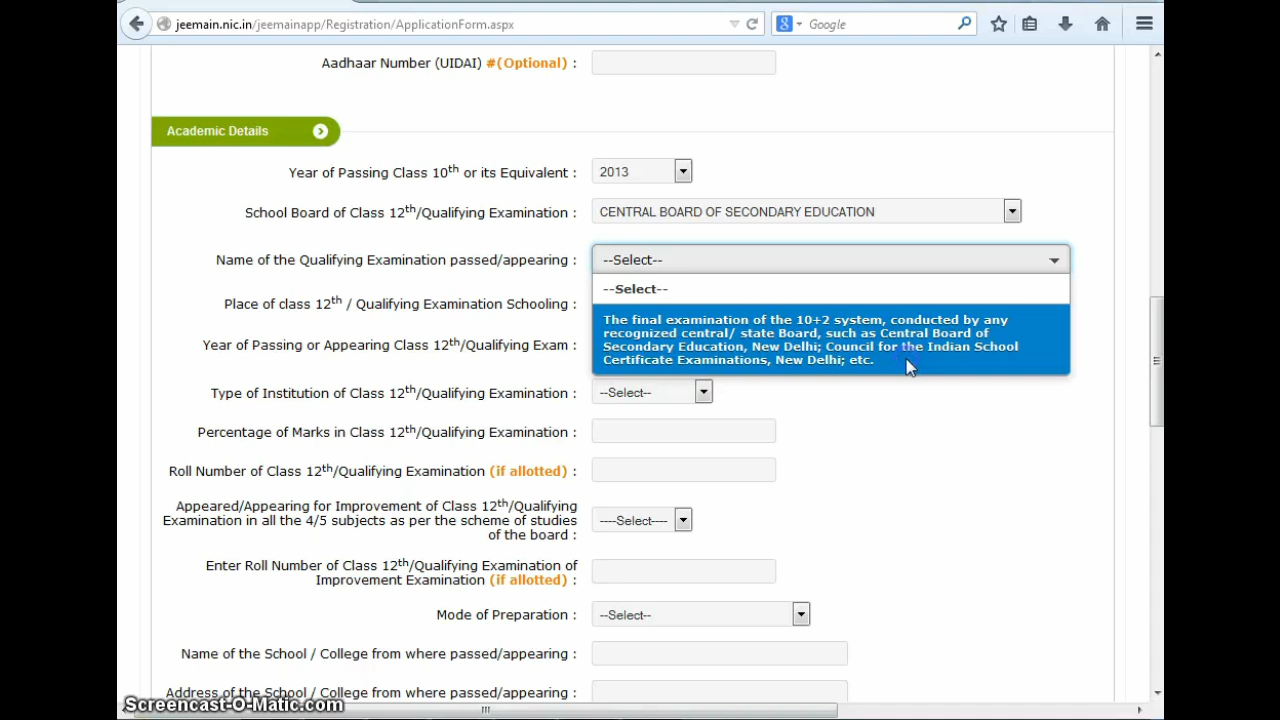 jeemain.nic.in/jeemainapp/Registration/ApplicationForm.aspx
Google
Aadhaar Number (UIDAI) #(Optional) :
Academic Details
Year of Passing Class 10th or its Equivalent :
2013
School Board of Class 12th/Qualifying Examination :
CENTRAL BOARD OF SECONDARY EDUCATION
Name of the Qualifying Examination passed/appearing :
--Select--
--Select--
The final examination of the 10+2 system, conducted by any
recognized central/ state Board, such as Central Board of
Secondary Education, New Delhi; Council for the Indian School
Certificate Examinations, New Delhi; etc.
Place of class 12th / Qualifying Examination Schooling :
Year of Passing or Appearing Class 12th/Qualifying Exam :
Type of Institution of Class 12th/Qualifying Examination :
--Select--
Percentage of Marks in Class 12th/Qualifying Examination :
Roll Number of Class 12th/Qualifying Examination (if allotted) :
Appeared/Appearing for Improvement of Class 12th/Qualifying
Examination in all the 4/5 subjects as per the scheme of studies
of the board :
----Select----
Enter Roll Number of Class 12th/Qualifying Examination of
Improvement Examination (if allotted) :
Mode of Preparation :
--Select--
Name of the School / College from where passed/appearing :
Address of the School / College from where passed/appearing :
Screencast-O-Matic.com